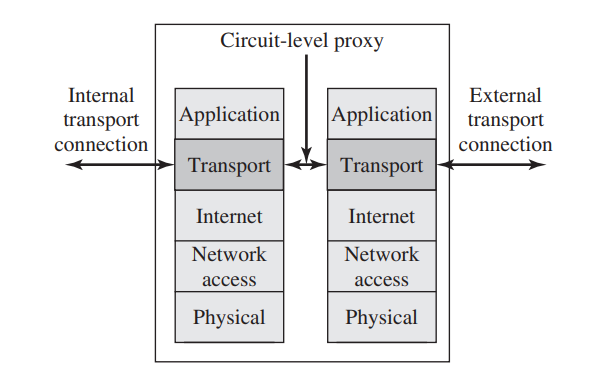 Circuit-level proxy
Internal
transport
connection
Application
Transport
Internet
Network
access
Physical
Application
Transport
Internet
Network
access
Physical
External
transport
connection